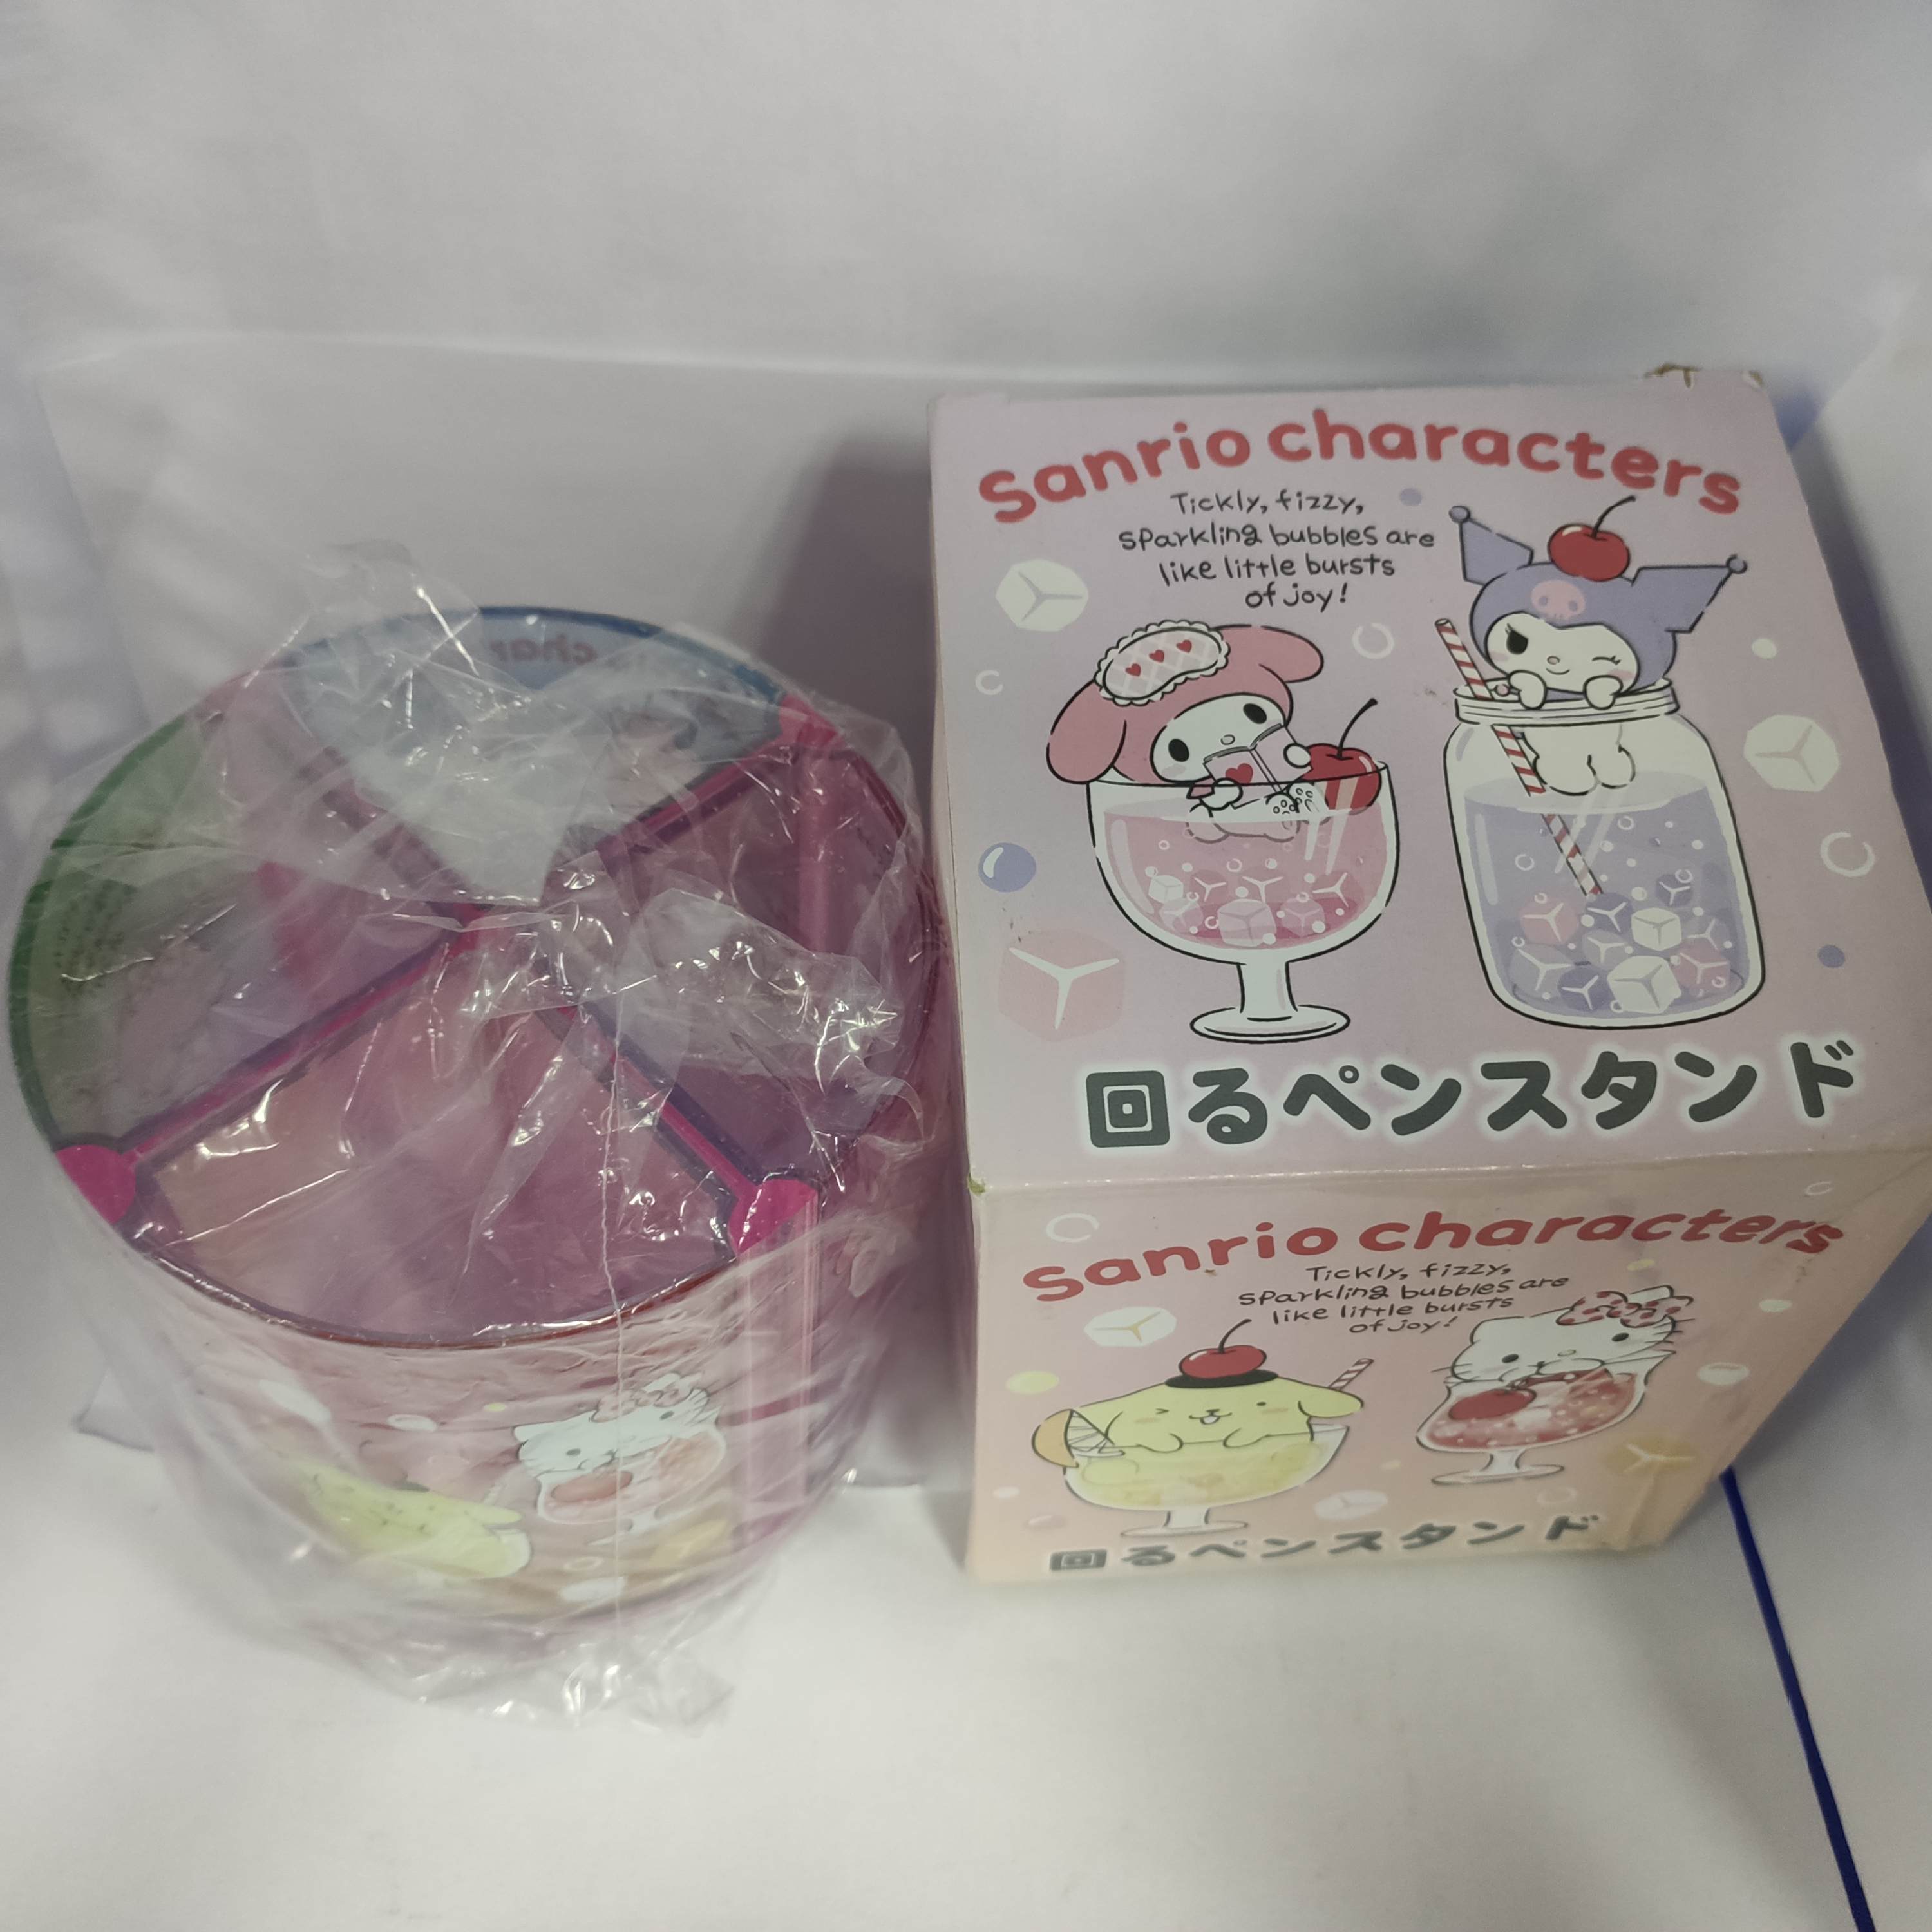 Sanrio characters
Tickly, fizzy,
sparkling bubbles are
like little bursts
of joy!
回るペンスタンド
Sanrio characters
Tickly, fizzy,
sparkling bubbles are
like little bursts
of joy!
回るペンスタンド